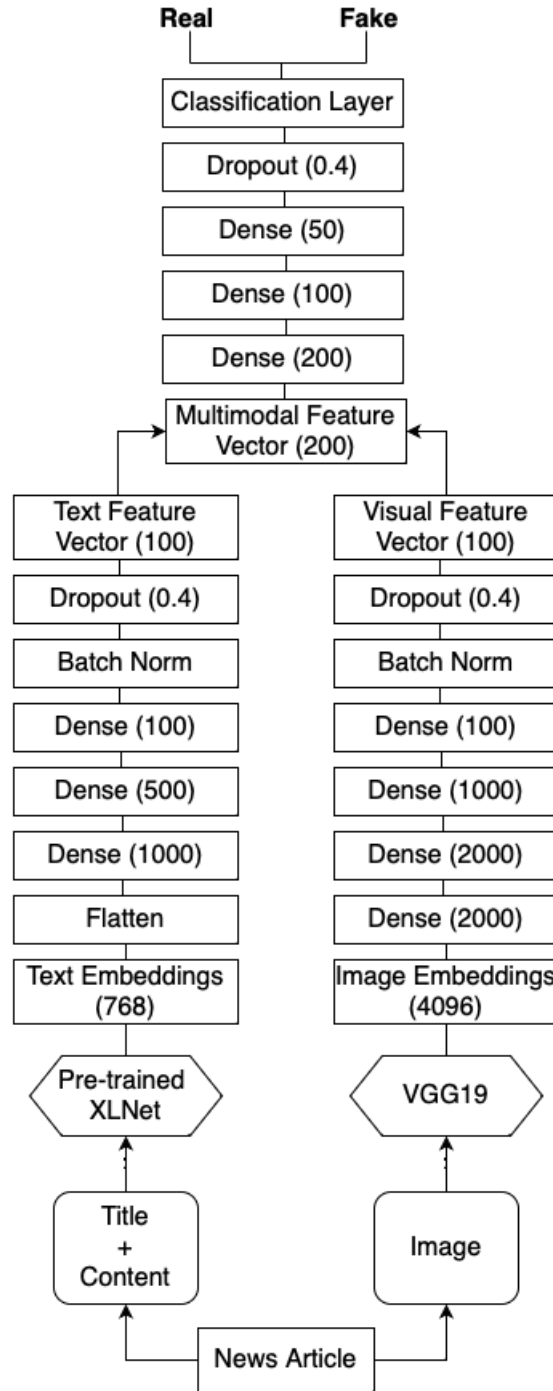 Real
Fake
Classification Layer
Dropout (0.4)
Dense (50)
Dense (100)
Dense (200)
Multimodal Feature
Vector (200)
Text Feature
Vector (100)
Dropout (0.4)
Batch Norm
Dense (100)
Dense (500)
Dense (1000)
Flatten
Text Embeddings
(768)
Pre-trained
XLNet
Title
+
Content
Visual Feature
Vector (100)
Dropout (0.4)
Batch Norm
Dense (100)
Dense (1000)
Dense (2000)
Dense (2000)
Image Embeddings
(4096)
VGG19
Image
News Article